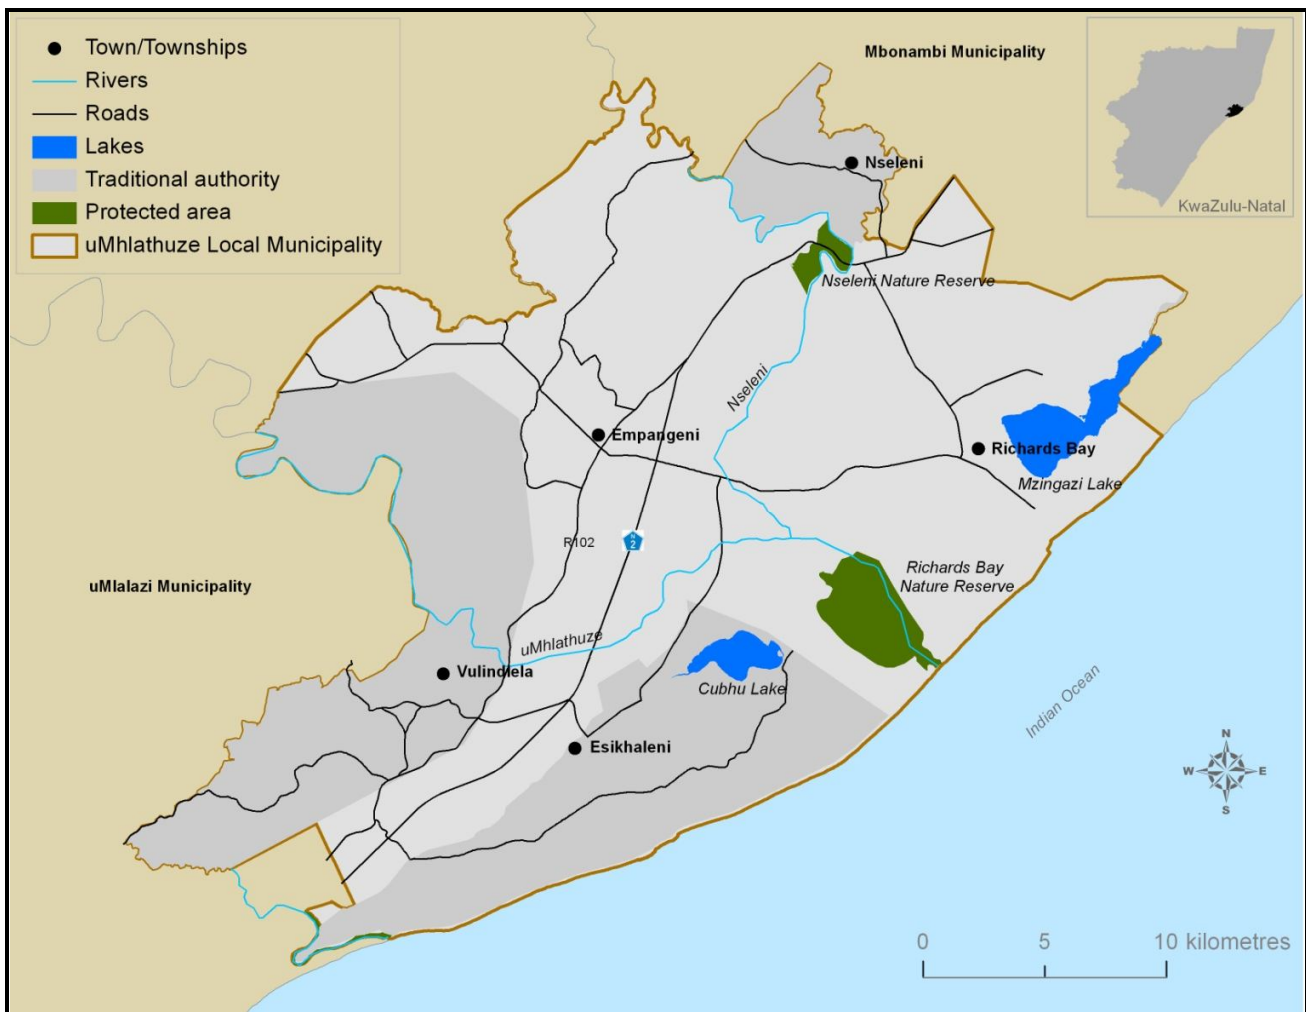 Town/Townships
Rivers
Roads
Lakes
Traditional authority
Protected area
uMhlathuze Local Municipality
Mbonambi Municipality
KwaZulu-Natal
Nseleni
Nseleni Nature Reserve
Nseleni
Empangeni
Richards Bay
Mzingazi Lake
R102
N
2
Richards Bay
Nature Reserve
uMlalazi Municipality
uMhlathuze
Vulindlela
Cubhu Lake
Indian Ocean
Esikhaleni
N
W
E
S
0 5 10 kilometres